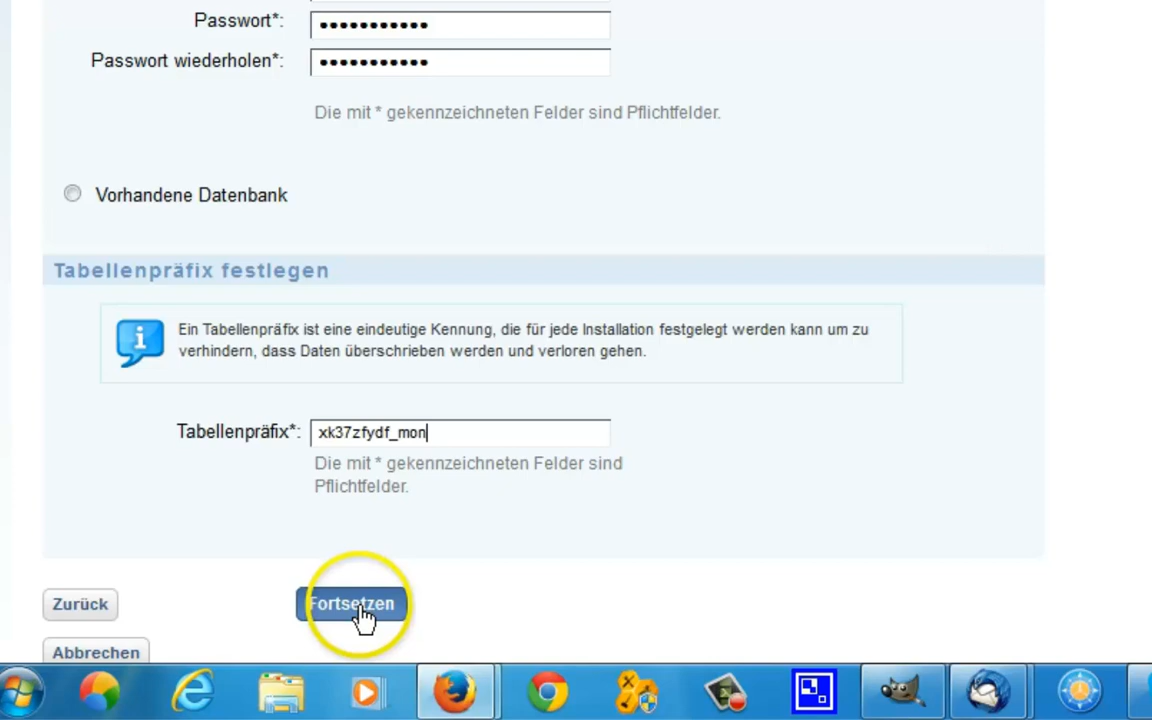 Passwort*:
Passwort wiederholen*:
Die mit * gekennzeichneten Felder sind Pflichtfelder.
Vorhandene Datenbank
Tabellenpräfix festlegen
Ein Tabellenpräfix ist eine eindeutige Kennung, die für jede Installation festgelegt werden kann um zu
verhindern, dass Daten überschrieben werden und verloren gehen.
Tabellenpräfix*: xk37zfydf_mon
Die mit * gekennzeichneten Felder sind
Pflichtfelder.
Zurück Fortsetzen
Abbrechen